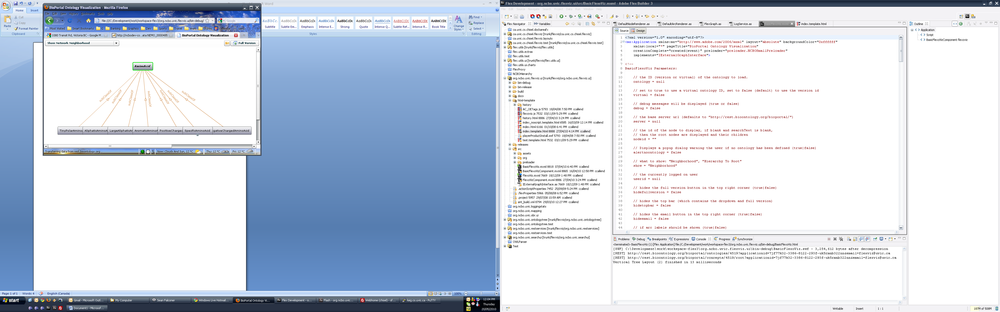 BioPortal Ontology Visualization - Mozilla Firefox
File Edit View History Bookmarks Tools Help
file:///C:/Development/work/workspace-flex3/org.ncbo.uvic.flexviz.ui/bin-debug/
Google
Most Visited Smart Bookmarks G Banking Graphics Dev Sports Travel Work Stores calendar Used
1080 Transit Rd, Victoria BC - Google M...
http://ncbodev-co...ata:NEMO_0000485
BioPortal Ontology Visualization
Show Network Neighborhood
Full Version
AminoAcid
subClassOf
subClassOf
subClassOf
subClassOf
subClassOf
subClassOf
subClassOf
TinyPolarAmino
AliphaticAminoA
LargeAliphaticAr
AromaticAminoA
PositiveCharged
SpecificAminoAcid
gativeChargedAminoAcid
Transferring data from rest.bioontology.org...
Now: Clouds And Sun, 12 °C
Thu: 12 °C
Fri: 12 °C
Home Insert
Paste
Cut
Copy
Format Painter
Clipboard
Subtitle Subtle Em... Emphasis Intense E... Strong Quote Intense Q... Subtle Ref... Intense R... Book Title
Change Styles
Styles
Find
Replace
Select
Editing
Page: 1 of 1 Words: 4 English (Canada)
100%
start
Gmail - Microsoft Outl...
My Computer
Sean Falconer
Windows Live Hotmail...
BioPortal Ontology Vi...
Flex Development - o...
Flash - org.ncbo.uvic...
Webhome (chisel) - sf...
keg.cs.uvic.ca - PuTTY
Document1 - Microsof...
12:04 PM
Thursday
20/05/2010
Flex Development - org.ncbo.uvic.flexviz.ui/src/BasicFlexoViz.mxml - Adobe Flex Builder 3
File Edit Source Navigate Search Project Data Run Window Help
Flex Navigator
Variables
ca.uvic.cs.chisel.dockareafx
ca.uvic.cs.chisel.flexviz [trunk/flexviz/ca.uvic.cs.chisel.flexviz]
ca.uvic.cs.chisel.flexviz.layouts
ca.uvic.cs.chisel.flexviz.test [trunk/flexviz/ca.uvic.cs.chisel.flexviz.test]
flex.utils [trunk/flexviz/flex.utils]
flex.utils.extras
flex.utils.test
flex.utils.ui [trunk/flexviz/flex.utils.ui]
flex.utils.ui.charts
FlexProxy
NCBOHierarchy
org.ncbo.uvic.flexviz.ui [trunk/flexviz/org.ncbo.uvic.flexviz.ui]
bin-debug
bin-release
build
docs
html-template
history
AC_OETags.js 5793 18/04/08 7:50 PM ccallend
flexoviz.js 7532 03/11/09 5:29 PM ccallend
history.html 8886 27/04/10 3:24 PM ccallend
index_noscript.template.html 6585 16/03/09 12:14 PM ccallend
index.html 6166 01/10/08 6:41 PM ccallend
index.template.html 8888 27/04/10 4:14 PM ccallend
playerProductInstall.swf 5793 18/04/08 7:50 PM ccallend
test.template.html 7532 03/11/09 5:29 PM ccallend
releases
src
assets
org
preloader
BasicFlexoViz.mxml 8818 07/04/10 6:40 PM ccallend
BasicFlexoVizComponent.mxml 8865 16/04/10 12:58 PM ccallend
FlexoViz.mxml 7669 18/12/09 1:48 PM ccallend
FlexoVizComponent.mxml 8886 27/04/10 3:24 PM ccallend
IExternalGraphInterface.as 7669 18/12/09 1:48 PM ccallend
.actionScriptProperties 7452 25/09/09 5:24 PM ccallend
.flexProperties 5966 05/08/08 6:52 PM ccallend
.project 5957 29/07/08 10:59 AM ccallend
ant_build.xml 8794 29/03/10 12:27 PM ccallend
org.ncbo.uvic.loggingstats
org.ncbo.uvic.mapping
org.ncbo.uvic.obr.ui
org.ncbo.uvic.ontologytree [trunk/flexviz/org.ncbo.uvic.ontologytree]
org.ncbo.uvic.ontologytree.test
org.ncbo.uvic.restservices [trunk/flexviz/org.ncbo.uvic.restservices]
org.ncbo.uvic.restservices.test
org.ncbo.uvic.searchui [trunk/flexviz/org.ncbo.uvic.searchui]
OWLParser
Test
DefaultNodeRenderer.as DefaultArcRenderer.as FlexGraph.as LogService.as BasicFlexoViz.mxml index.template.html
Source Design
1 <?xml version="1.0" encoding="utf-8"?>
2 <mx:Application xmlns:mx="http://www.adobe.com/2006/mxml" layout="absolute" backgroundColor="0xffffff"
3 xmlns:local="*" pageTitle="BioPortal Ontology Visualization"
4 creationComplete="created(event)" preloader="preloader.NCBOSmallPreloader"
5 implements="IExternalGraphInterface">
6
7 <!--
8 BasicFlexoViz Parameters:
9
10 // the ID (version or virtual) of the ontology to load.
11 ontology = null
12
13 // set to true to use a virtual ontology ID, set to false (default) to use the version id
14 virtual = false
15
16 // debug messages will be displayed (true or false)
17 debug = false
18
19 // the base server url (defaults to "http://rest.bioontology.org/bioportal/")
20 server = null
21
22 // the id of the node to display, if blank and searchText is blank,
23 // then the root nodes are displayed and their children
24 nodeid = ""
25
26 // Displays a popup dialog warning the user if no ontology has been defined (true|false)
27 alertnoontology = false
28
29 // what to show: "Neighborhood", "Hierarchy To Root"
30 show = "Neighborhood"
31
32 // the currently logged on user
33 userid = null
34
35 // hides the full version button in the top right corner (true|false)
36 hidefullversion = false
37
38 // hides the top bar (which contains the dropdown and full version)
39 hidetopbar = false
40
41 // hides the email button in the top right corner (true|false)
42 hideemail = false
43
44 // if arc labels should be shown (true|false)
Problems Debug Breakpoints Expressions Console Progress Synchronize
<terminated> BasicFlexoViz (1) [Flex Application] file:/C:/Development/work/workspace-flex3/org.ncbo.uvic.flexviz.ui/bin-debug/BasicFlexoViz.html
[SWF] C:\Development\work\workspace-flex3\org.ncbo.uvic.flexviz.ui\bin-debug\BasicFlexoViz.swf - 3,254,612 bytes after decompression
[REST] http://rest.bioontology.org/bioportal/ontologies/4519?applicationid=7jf77k32-3386-8122-293f-uk5rmnb322nn&email=flexviz@uvic.ca
[REST] http://rest.bioontology.org/bioportal/concepts/4519/root?applicationid=7jf77k32-3386-8122-293f-uk5rmnb322nn&email=flexviz@uvic.ca
Vertical Tree Layout (2) finished in 13 milliseconds
Outline
Application
Script
BasicFlexoVizComponent flexoviz
Writable Insert 1 : 1 187M of 508M